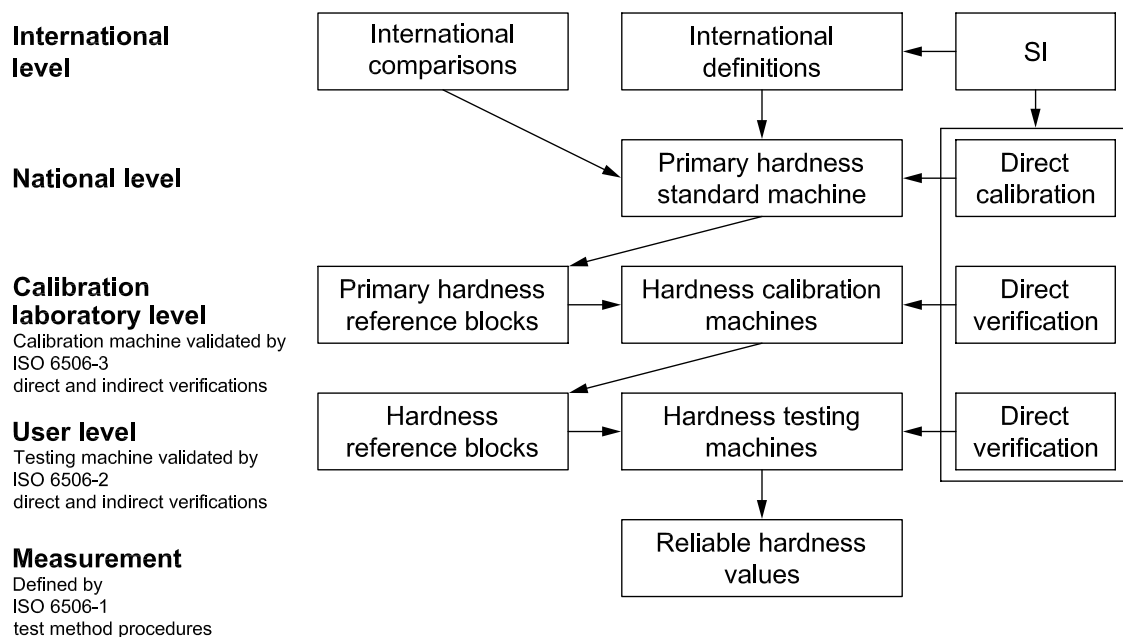 International
level
International
comparisons
International
definitions
SI
National level
Primary hardness
standard machine
Direct
calibration
Calibration
laboratory level
Calibration machine validated by
ISO 6506-3
direct and indirect verifications
Primary hardness
reference blocks
Hardness calibration
machines
Direct
verification
User level
Testing machine validated by
ISO 6506-2
direct and indirect verifications
Hardness
reference blocks
Hardness testing
machines
Direct
verification
Measurement
Defined by
ISO 6506-1
test method procedures
Reliable hardness
values